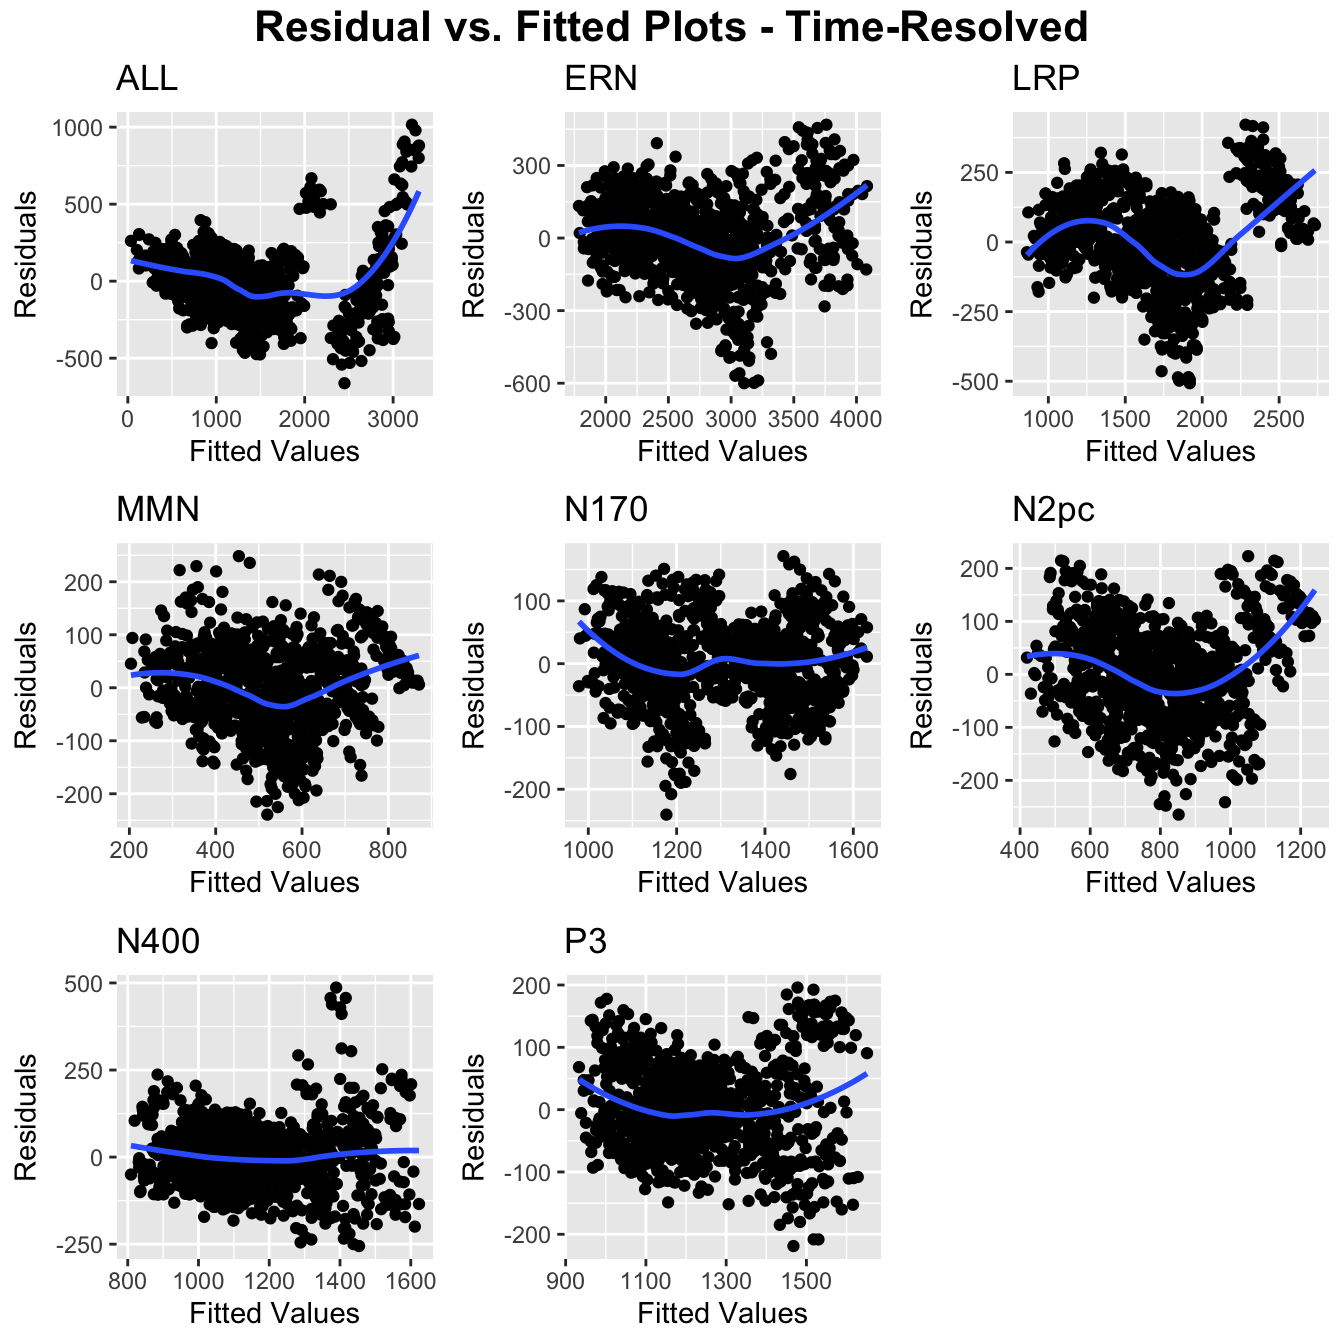 Residual vs. Fitted Plots - Time-Resolved
ALL
Residuals
1000
500
0
-500
0 1000 2000 3000
Fitted Values
ERN
Residuals
300
0
-300
-600
2000 2500 3000 3500 4000
Fitted Values
LRP
Residuals
250
0
-250
-500
1000 1500 2000 2500
Fitted Values
MMN
Residuals
200
100
0
-100
-200
200 400 600 800
Fitted Values
N170
Residuals
100
0
-100
-200
1000 1200 1400 1600
Fitted Values
N2pc
Residuals
200
100
0
-100
-200
400 600 800 1000 1200
Fitted Values
N400
Residuals
500
250
0
-250
800 1000 1200 1400 1600
Fitted Values
P3
Residuals
200
100
0
-100
-200
900 1100 1300 1500
Fitted Values